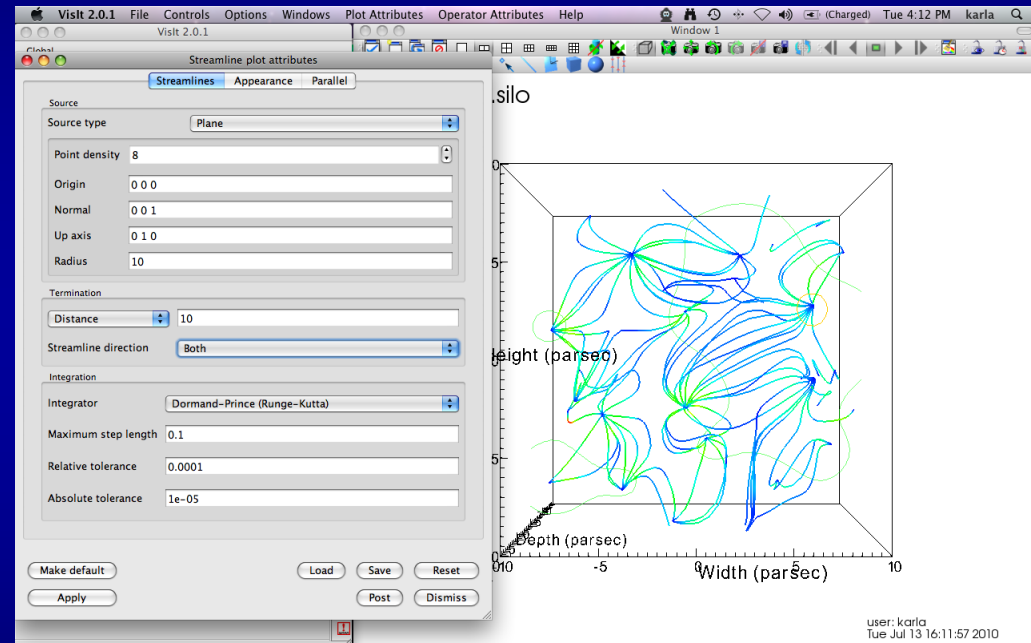 VisIt 2.0.1 File Controls Options Windows Plot Attributes Operator Attributes Help (Charged) Tue 4:12 PM karla
VisIt 2.0.1
Window 1
Global
Streamline plot attributes
Streamlines Appearance Parallel
Source
Source type Plane
Point density 8
Origin 0 0 0
Normal 0 0 1
Up axis 0 1 0
Radius 10
Termination
Distance 10
Streamline direction Both
Integration
Integrator Dormand-Prince (Runge-Kutta)
Maximum step length 0.1
Relative tolerance 0.0001
Absolute tolerance 1e-05
Make default Load Save Reset
Apply Post Dismiss
.silo
0
5
eight (parsec)
5
Depth (parsec)
-5 0 5 10
Width (parsec)
user: karla
Tue Jul 13 16:11:57 2010